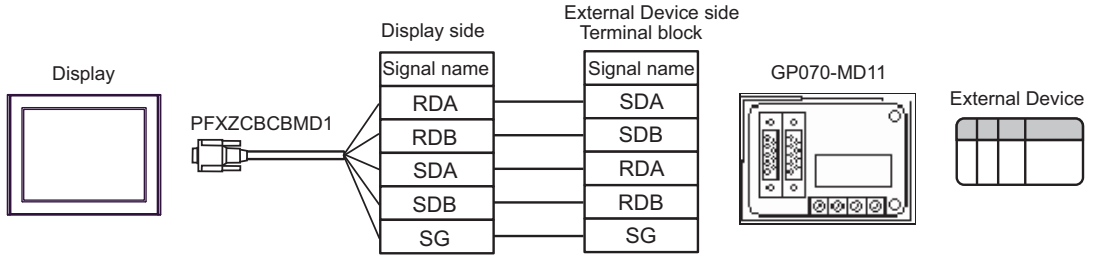 Display
PFXZCBCBMD1
Display side
Signal name
RDA
RDB
SDA
SDB
SG
External Device side
Terminal block
Signal name
SDA
SDB
RDA
RDB
SG
GP070-MD11
External Device